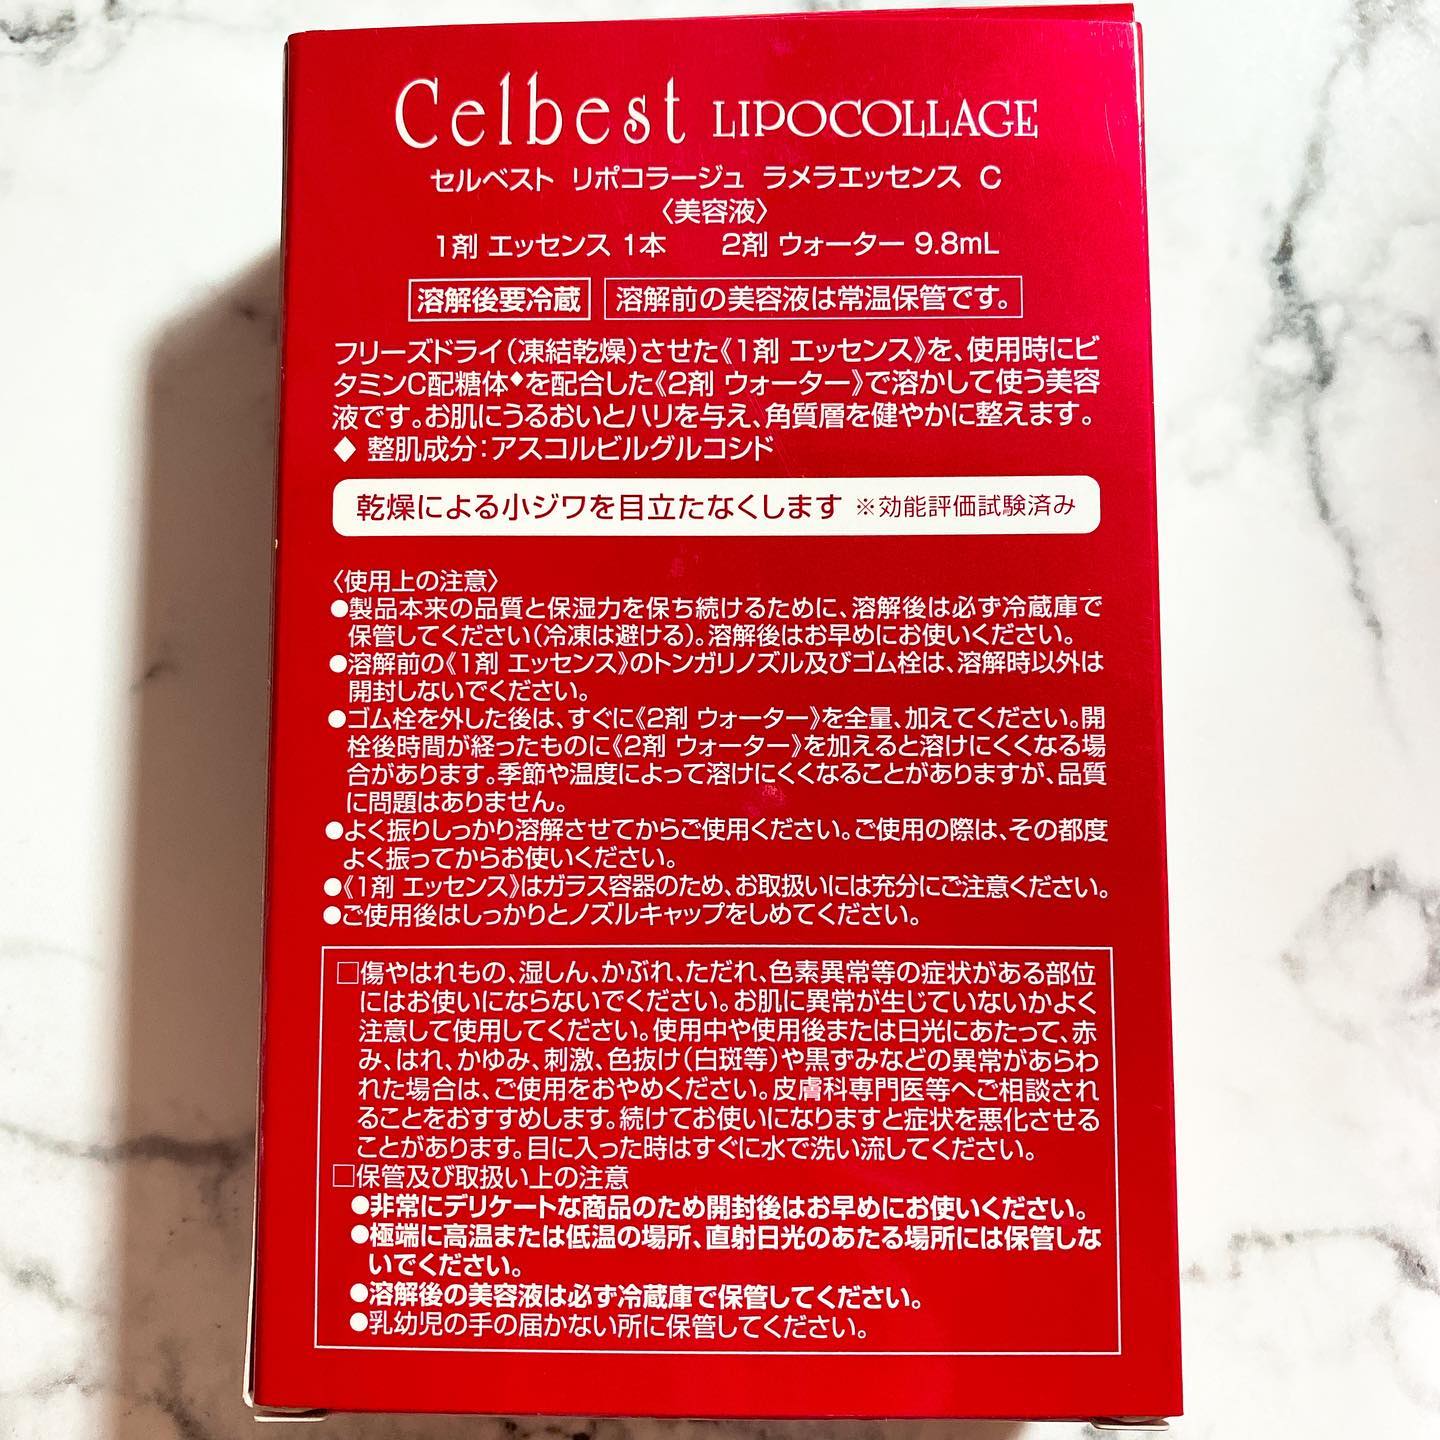 Celbest LIPOCOLLAGE
セルベスト リポコラージュ ラメラエッセンス C
〈美容液〉
1剤 エッセンス 1本 2剤 ウォーター 9.8mL
溶解後要冷蔵 溶解前の美容液は常温保管です。
フリーズドライ(凍結乾燥)させた《1剤 エッセンス》を、使用時にビ
タミンC配糖体◆を配合した《2剤 ウォーター》で溶かして使う美容
液です。お肌にうるおいとハリを与え、角質層を健やかに整えます。
◆ 整肌成分:アスコルビルグルコシド
乾燥による小ジワを目立たなくします ※効能評価試験済み
〈使用上の注意〉
●製品本来の品質と保湿力を保ち続けるために、溶解後は必ず冷蔵庫で
保管してください(冷凍は避ける)。溶解後はお早めにお使いください。
●溶解前の《1剤 エッセンス》のトンガリノズル及びゴム栓は、溶解時以外は
開封しないでください。
●ゴム栓を外した後は、すぐに《2剤 ウォーター》を全量、加えてください。開
栓後時間が経ったものに《2剤 ウォーター》を加えると溶けにくくなる場
合があります。季節や温度によって溶けにくくなることがありますが、品質
に問題はありません。
●よく振りしっかり溶解させてからご使用ください。ご使用の際は、その都度
よく振ってからお使いください。
●《1剤 エッセンス》はガラス容器のため、お取扱いには充分にご注意ください。
●ご使用後はしっかりとノズルキャップをしめてください。
□傷やはれもの、湿しん、かぶれ、ただれ、色素異常等の症状がある部位
にはお使いにならないでください。お肌に異常が生じていないかよく
注意して使用してください。使用中や使用後または日光にあたって、赤
み、はれ、かゆみ、刺激、色抜け(白斑等)や黒ずみなどの異常があらわ
れた場合は、ご使用をおやめください。皮膚科専門医等へご相談され
ることをおすすめします。続けてお使いになりますと症状を悪化させる
ことがあります。目に入った時はすぐに水で洗い流してください。
□保管及び取扱い上の注意
●非常にデリケートな商品のため開封後はお早めにお使いください。
●極端に高温または低温の場所、直射日光のあたる場所には保管しな
いでください。
●溶解後の美容液は必ず冷蔵庫で保管してください。
●乳幼児の手の届かない所に保管してください。